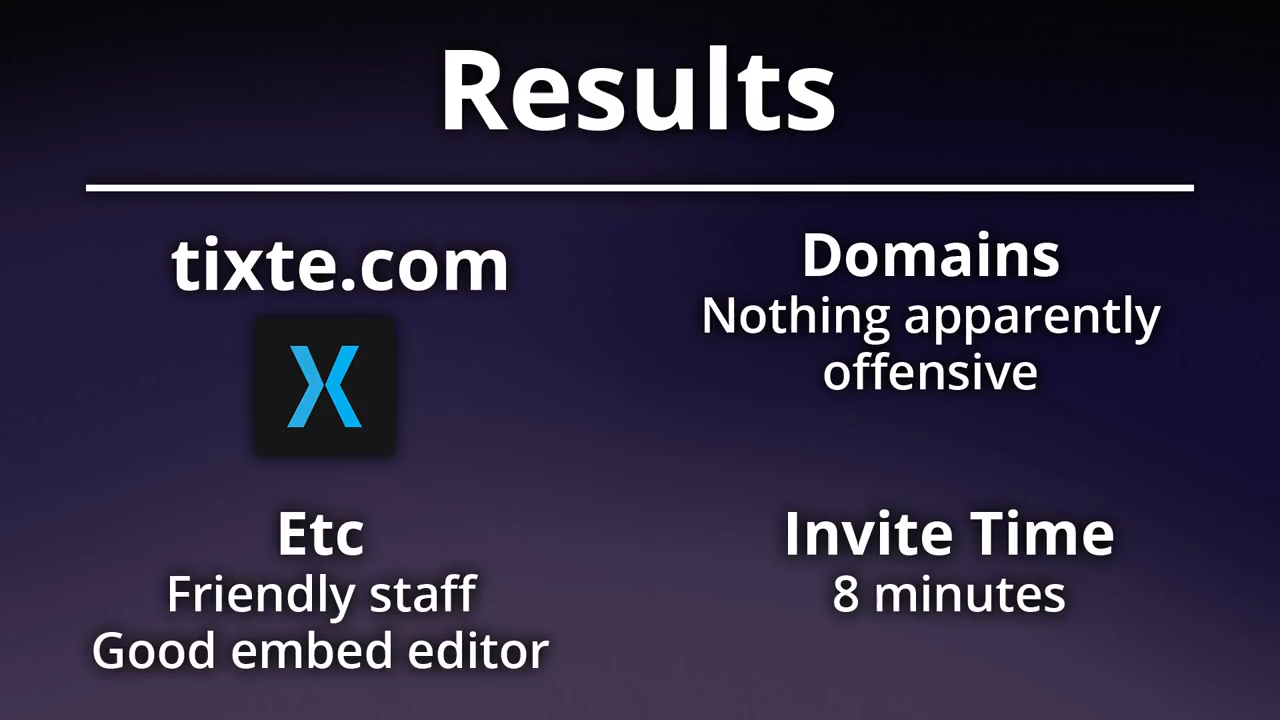 Results
tixte.com
Domains
Nothing apparently
offensive
Etc
Friendly staff
Good embed editor
Invite Time
8 minutes